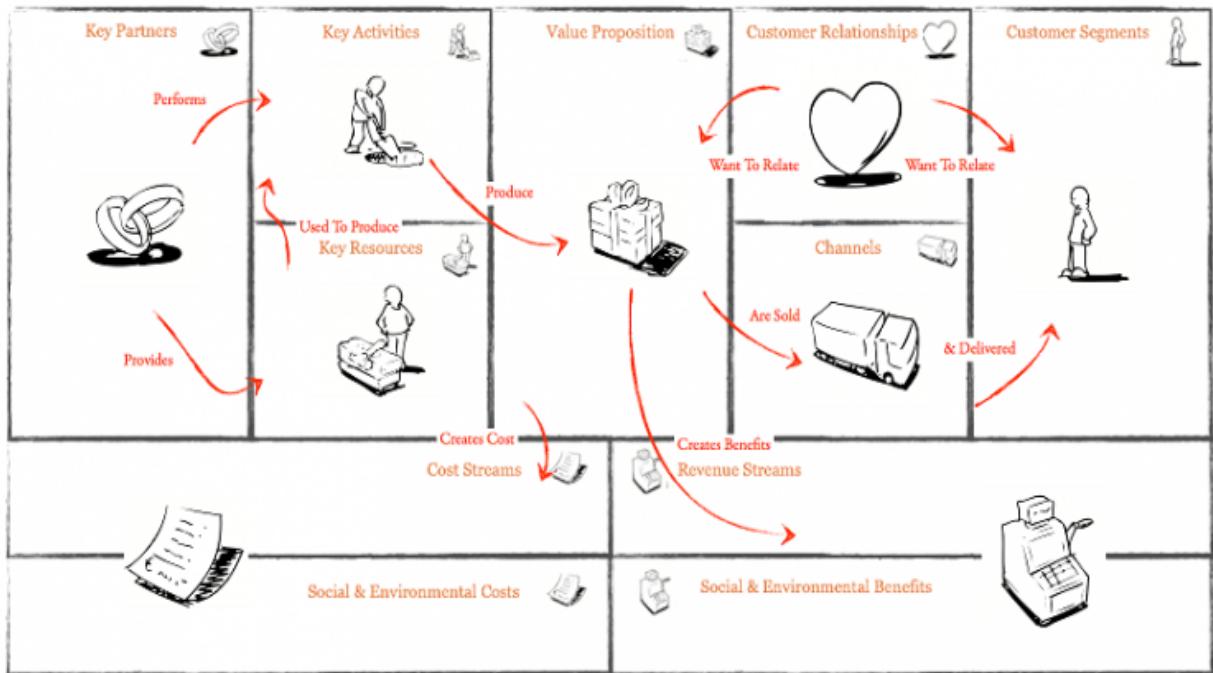 Key Partners
Key Activities
Value Proposition
Customer Relationships
Customer Segments
Performs
Want To Relate
Want To Relate
Produce
Used To Produce
Key Resources
Channels
Are Sold
& Delivered
Provides
Creates Cost
Creates Benefits
Cost Streams
Revenue Streams
Social & Environmental Costs
Social & Environmental Benefits